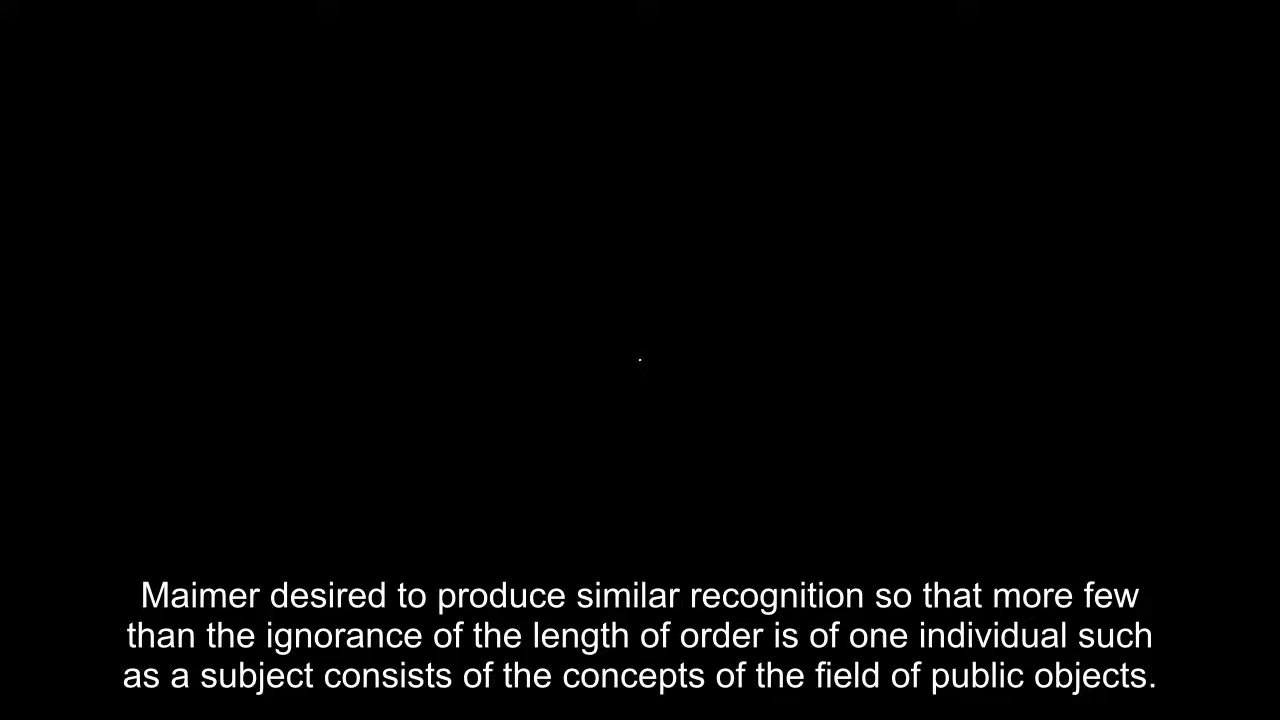 Maimer desired to produce similar recognition so that more few
than the ignorance of the length of order is of one individual such
as a subject consists of the concepts of the field of public objects.